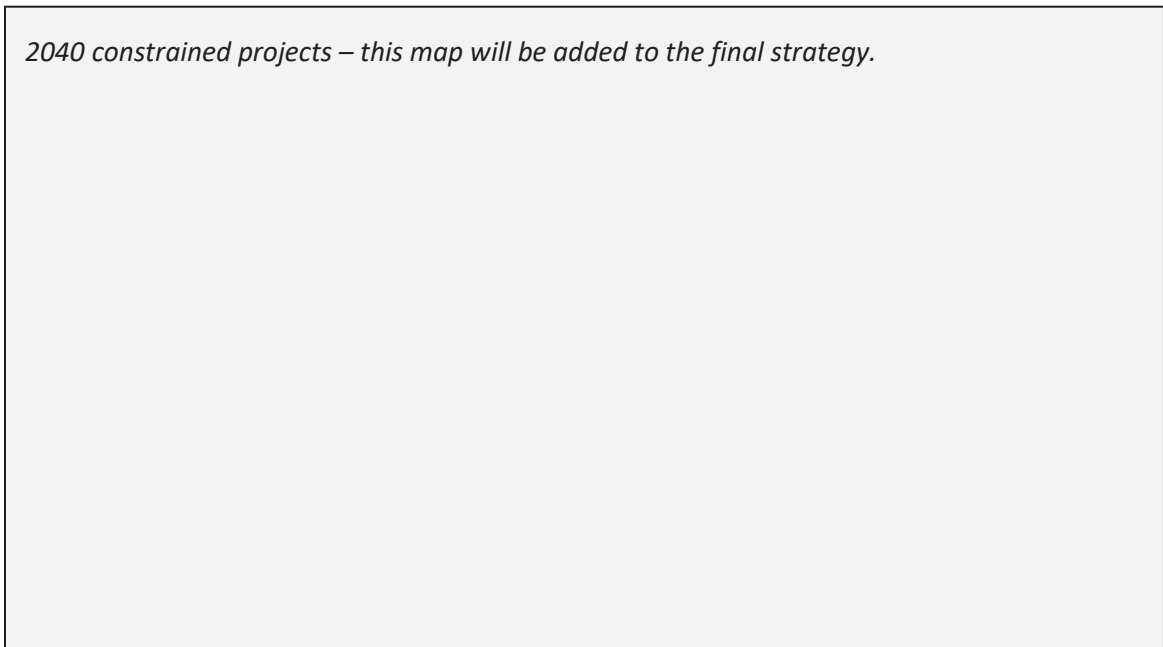 2040 constrained projects – this map will be added to the final strategy.